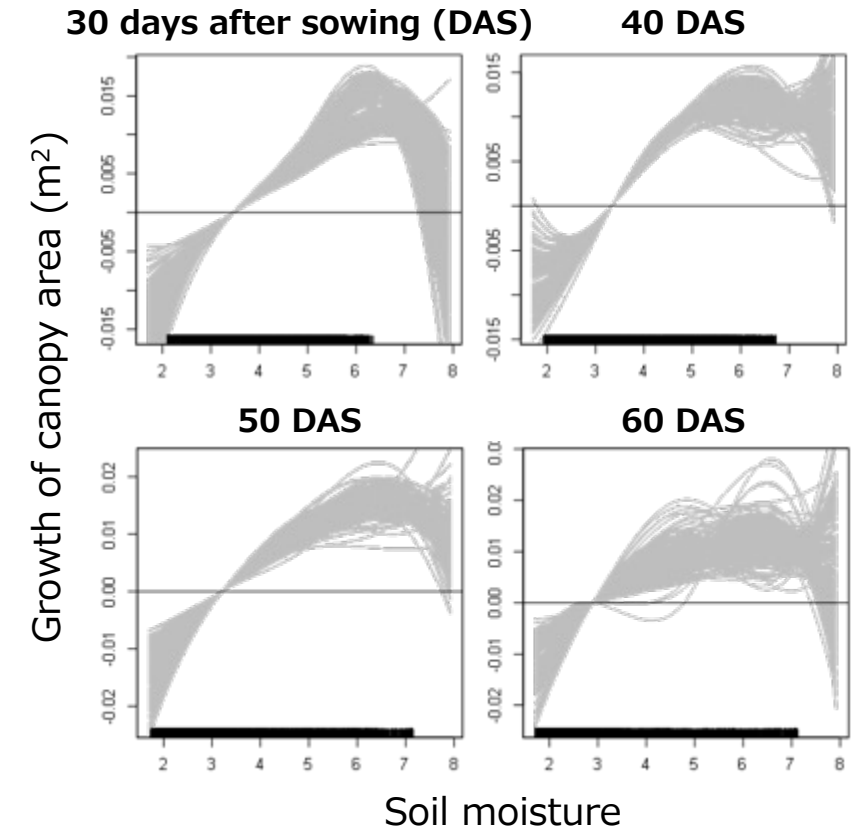 30 days after sowing (DAS)
40 DAS
Growth of canopy area (m²)
0.015
0.005
-0.005
-0.015
2 3 4 5 6 7 8
0.015
0.005
-0.005
-0.015
2 3 4 5 6 7 8
50 DAS
60 DAS
0.02
0.01
0.00
-0.01
-0.02
2 3 4 5 6 7 8
0.02
0.01
0.00
-0.01
-0.02
2 3 4 5 6 7 8
Soil moisture